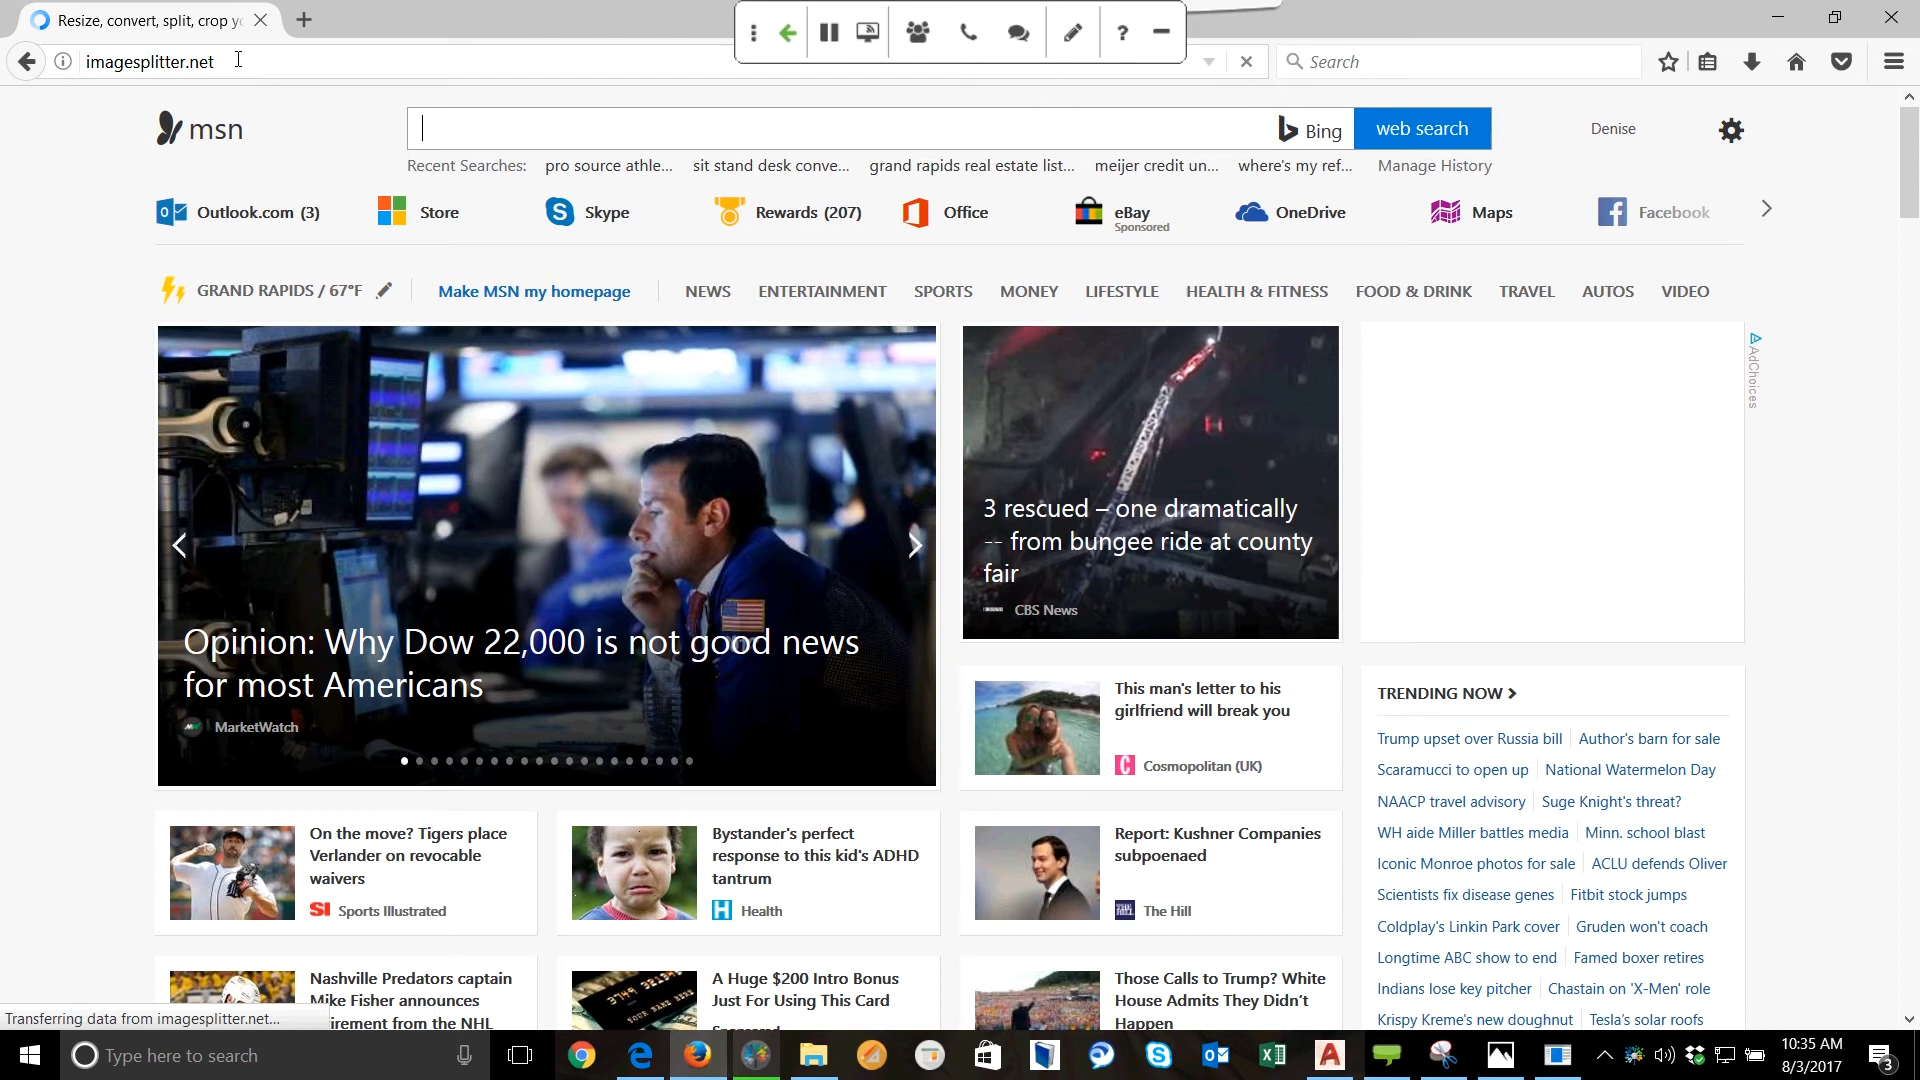 Resize, convert, split, crop yo
imagesplitter.net
Search
msn
Bing
web search
Denise
Recent Searches: pro source athle... sit stand desk conve... grand rapids real estate list... meijer credit un... where's my ref... Manage History
Outlook.com (3)
Store
Skype
Rewards (207)
Office
eBay
Sponsored
OneDrive
Maps
Facebook
GRAND RAPIDS / 67°F
Make MSN my homepage
NEWS ENTERTAINMENT SPORTS MONEY LIFESTYLE HEALTH & FITNESS FOOD & DRINK TRAVEL AUTOS VIDEO
Opinion: Why Dow 22,000 is not good news
for most Americans
MarketWatch
3 rescued – one dramatically
-- from bungee ride at county
fair
CBS News
AdChoices
This man's letter to his
girlfriend will break you
Cosmopolitan (UK)
On the move? Tigers place
Verlander on revocable
waivers
SI Sports Illustrated
Bystander's perfect
response to this kid's ADHD
tantrum
H Health
Report: Kushner Companies
subpoenaed
The Hill
Nashville Predators captain
Mike Fisher announces
irement from the NHL
A Huge $200 Intro Bonus
Just For Using This Card
Sponsored
Those Calls to Trump? White
House Admits They Didn't
Happen
TRENDING NOW
Trump upset over Russia bill Author's barn for sale
Scaramucci to open up National Watermelon Day
NAACP travel advisory Suge Knight's threat?
WH aide Miller battles media Minn. school blast
Iconic Monroe photos for sale ACLU defends Oliver
Scientists fix disease genes Fitbit stock jumps
Coldplay's Linkin Park cover Gruden won't coach
Longtime ABC show to end Famed boxer retires
Indians lose key pitcher Chastain on 'X-Men' role
Krispy Kreme's new doughnut Tesla's solar roofs
Transferring data from imagesplitter.net...
Type here to search
10:35 AM
8/3/2017
3